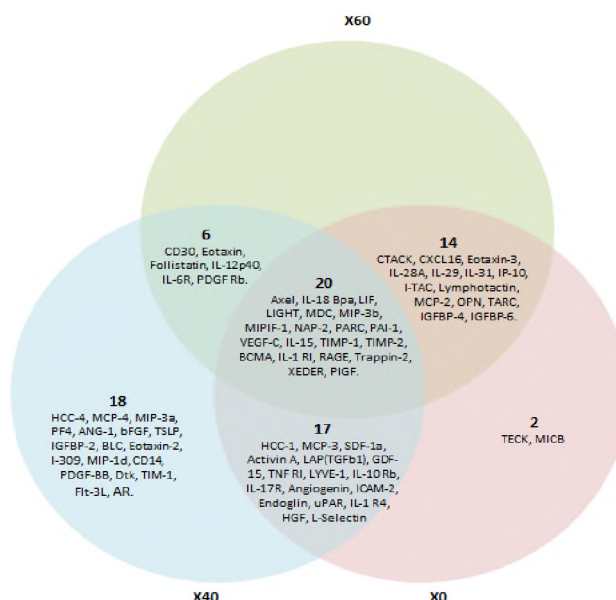 X60
6
CD30, Eotaxin,
Follistatin, IL-12p40,
IL-6R, PDGF Rb.
14
CTACK, CXCL16, Eotaxin-3,
IL-28A, IL-29, IL-31, IP-10,
I-TAC, Lymphotactin,
MCP-2, OPN, TARC,
IGFBP-4, IGFBP-6.
20
Axel, IL-18 Bpa, LIF,
LIGHT, MDC, MIP-3b,
MIPIF-1, NAP-2, PARC, PAI-1,
VEGF-C, IL-15, TIMP-1, TIMP-2,
BCMA, IL-1 RI, RAGE, Trappin-2,
XEDER, PIGF.
18
HCC-4, MCP-4, MIP-3a,
PF4, ANG-1, bFGF, TSLP,
IGFBP-2, BLC, Eotaxin-2,
I-309, MIP-1d, CD14,
PDGF-BB, Dtk, TIM-1,
Flt-3L, AR.
17
HCC-1, MCP-3, SDF-1a,
Activin A, LAP(TGFb1), GDF-
15, TNF RI, LYVE-1, IL-10 Rb,
IL-17R, Angiogenin, ICAM-2,
Endoglin, uPAR, IL-1 R4,
HGF, L-Selectin
2
TECK, MICB
X40
X0